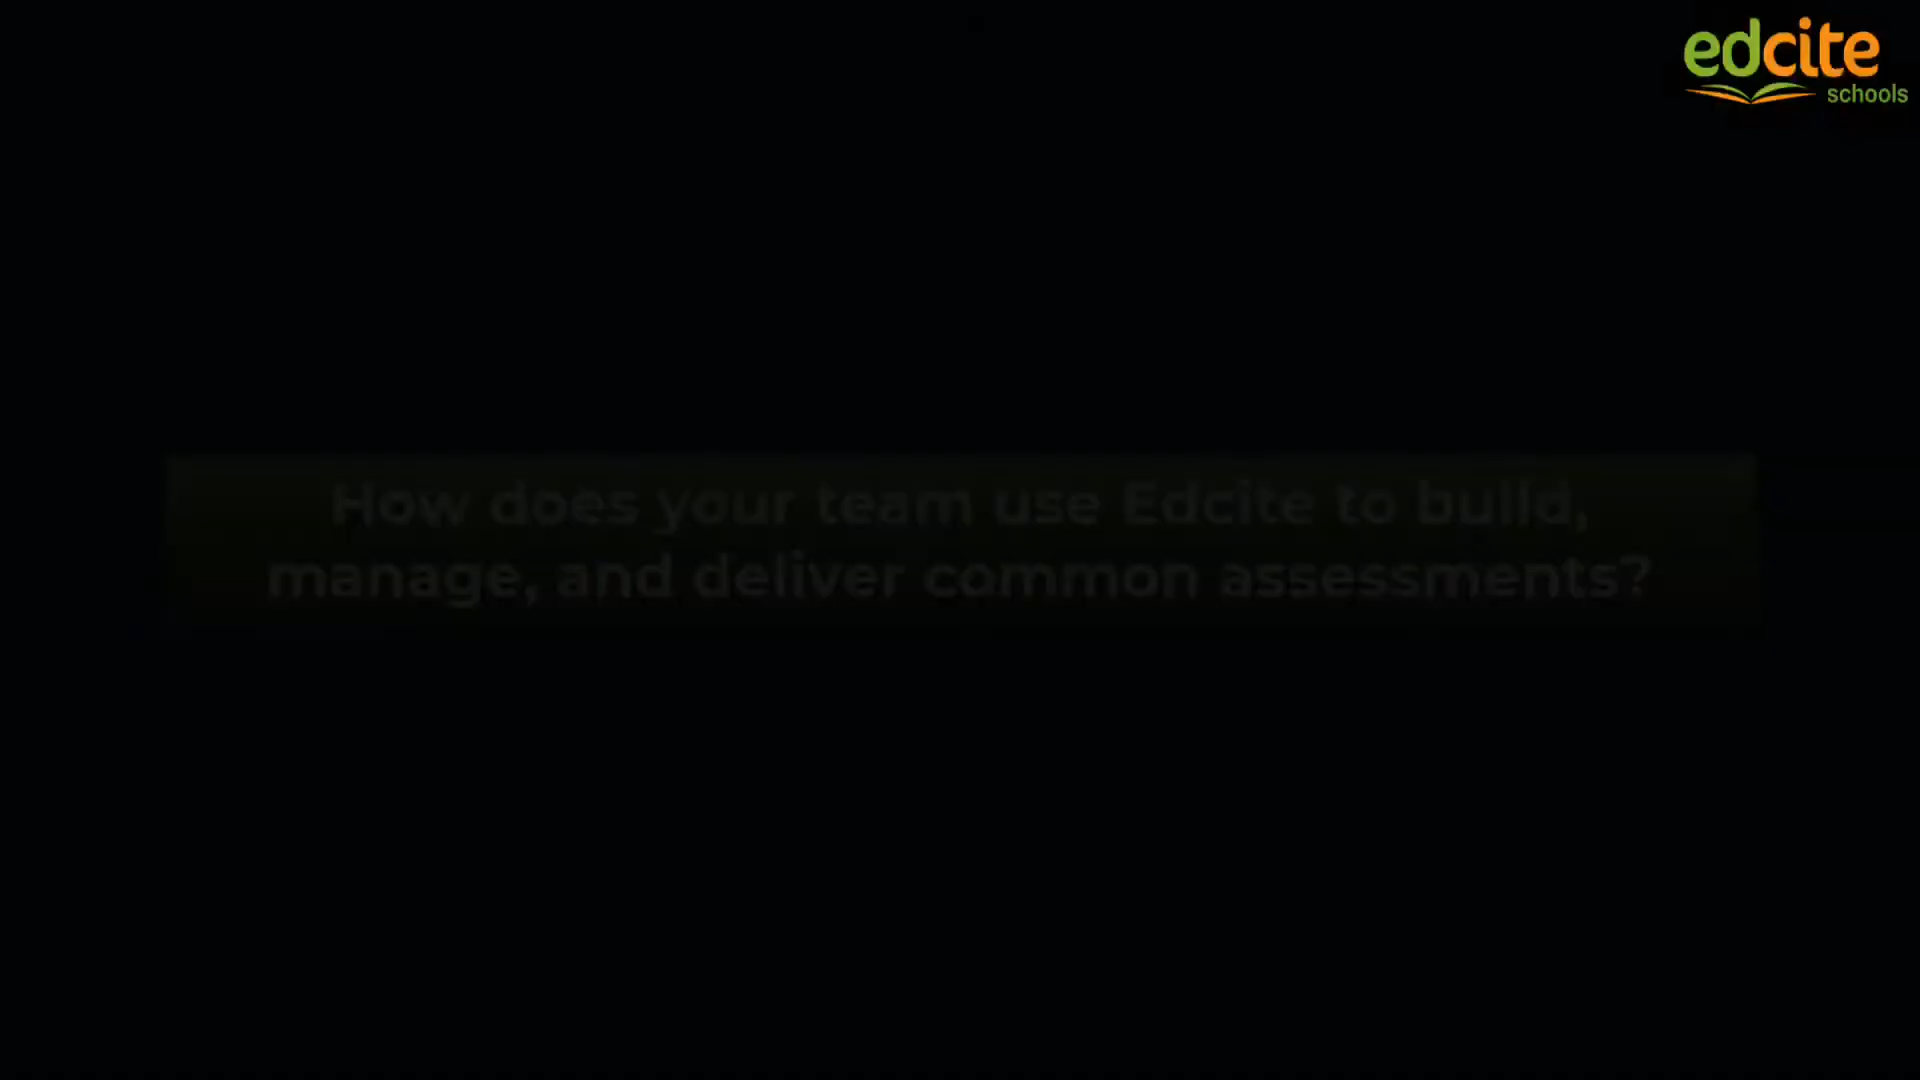 edcite
schools
How does your team use Edcite to build,
manage, and deliver common assessments?